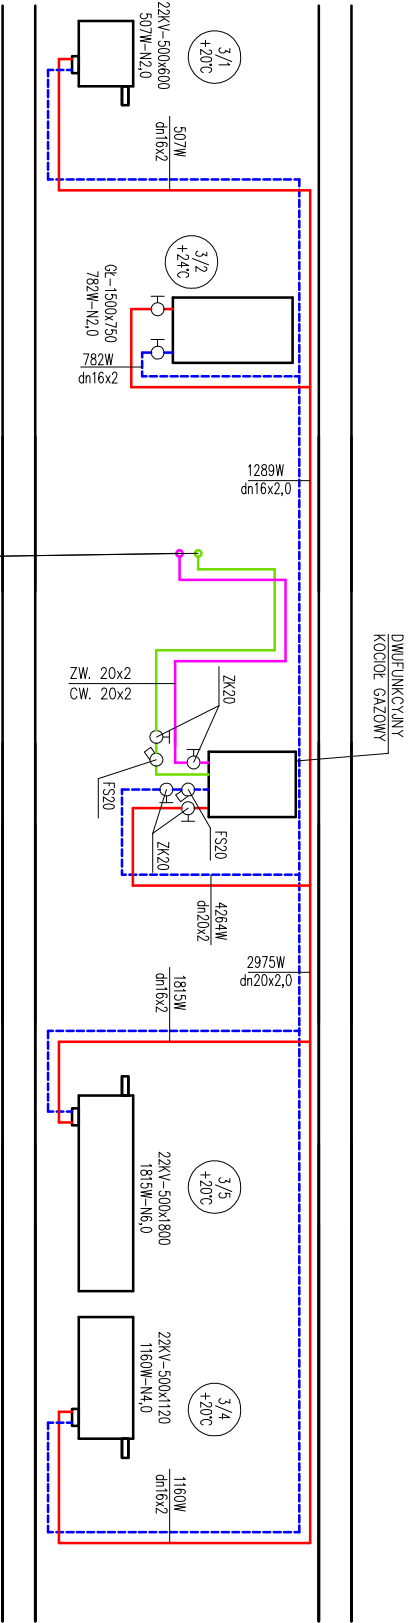 22KV-500x600
507W-N2,0
3/1
+20°C
507W
dn16x2
3/2
+24°C
GŁ-1500x750
782W-N2,0
782W
dn16x2
1289W
dn16x2,0
DWUFUNKCYJNY
KOCIOŁ GAZOWY
ZW. 20x2
CW. 20x2
ZK20
FS20
FS20
ZK20
4264W
dn20x2
2975W
dn20x2,0
1815W
dn16x2
22KV-500x1800
1815W-N6,0
3/5
+20°C
22KV-500x1120
1160W-N4,0
3/4
+20°C
1160W
dn16x2